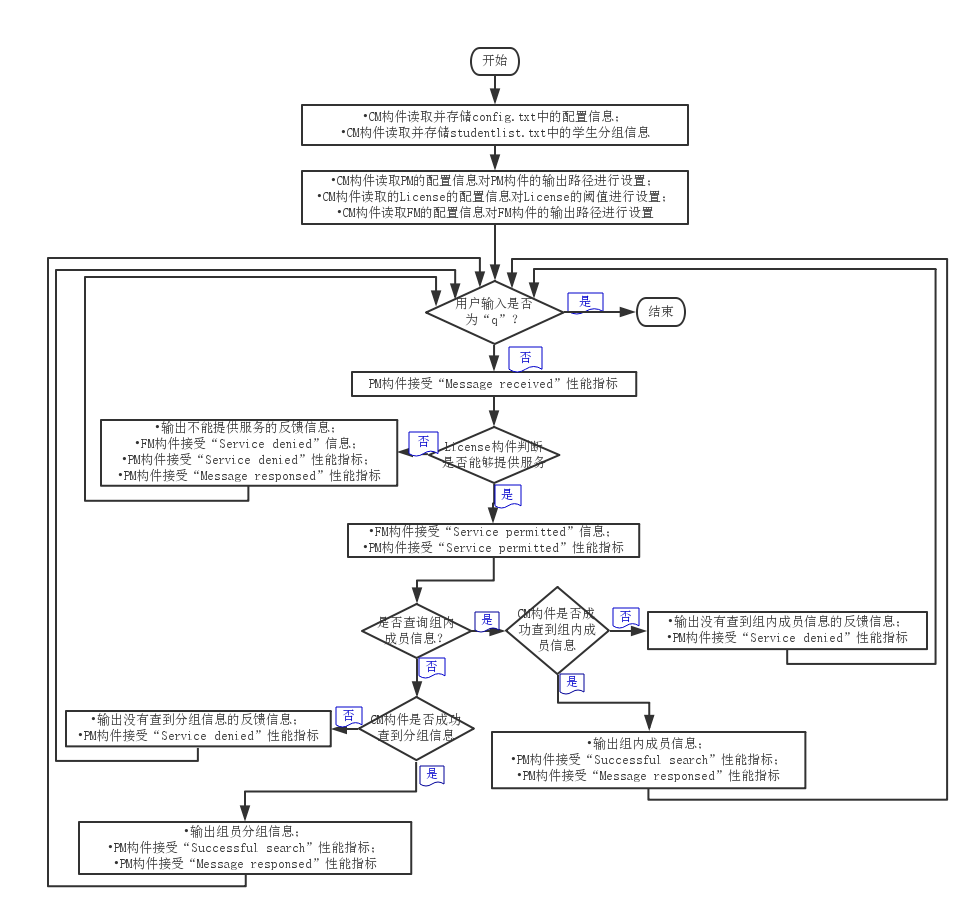 开始
•CM构件读取并存储config.txt中的配置信息；
•CM构件读取并存储studentlist.txt中的学生分组信息
•CM构件读取PM的配置信息对PM构件的输出路径进行设置；
•CM构件读取的License的配置信息对License的阈值进行设置；
•CM构件读取FM的配置信息对FM构件的输出路径进行设置
用户输入是否
为“q”？
是
结束
否
PM构件接受“Message received”性能指标
•输出不能提供服务的反馈信息；
•FM构件接受“Service denied”信息；
•PM构件接受“Service denied”性能指标；
•PM构件接受“Message responsed”性能指标
否
License构件判断
是否能够提供服务
是
•FM构件接受“Service permitted”信息；
•PM构件接受“Service permitted”性能指标
是否查询组内
成员信息？
是
CM构件是否成
功查到组内成
员信息
否
•输出没有查到组内成员信息的反馈信息；
•PM构件接受“Service denied”性能指标
否
是
•输出没有查到分组信息的反馈信息；
•PM构件接受“Service denied”性能指标
否
CM构件是否成功
查到分组信息
•输出组内成员信息；
•PM构件接受“Successful search”性能指标；
•PM构件接受“Message responsed”性能指标
是
•输出组员分组信息；
•PM构件接受“Successful search”性能指标；
•PM构件接受“Message responsed”性能指标